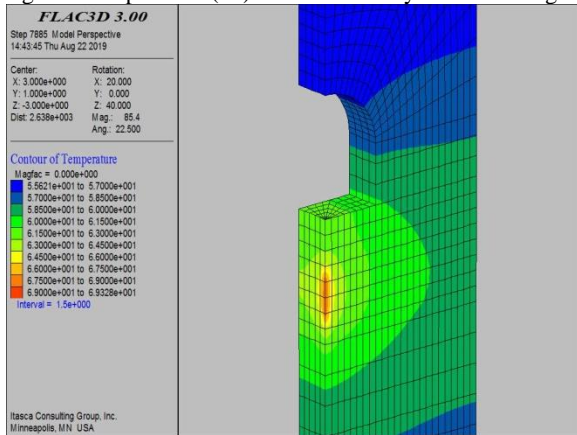 FLAC3D 3.00
Step 7885 Model Perspective
14:43:45 Thu Aug 22 2019
Center: Rotation:
X: 3.000e+000 X: 20.000
Y: 1.000e+000 Y: 0.000
Z: -3.000e+000 Z: 40.000
Dist: 2.638e+003 Mag.: 85.4
Ang.: 22.500
Contour of Temperature
Magfac = 0.000e+000
5.5621e+001 to 5.7000e+001
5.7000e+001 to 5.8500e+001
5.8500e+001 to 6.0000e+001
6.0000e+001 to 6.1500e+001
6.1500e+001 to 6.3000e+001
6.3000e+001 to 6.4500e+001
6.4500e+001 to 6.6000e+001
6.6000e+001 to 6.7500e+001
6.7500e+001 to 6.9000e+001
6.9000e+001 to 6.9328e+001
Interval = 1.5e+000
Itasca Consulting Group, Inc.
Minneapolis, MN USA